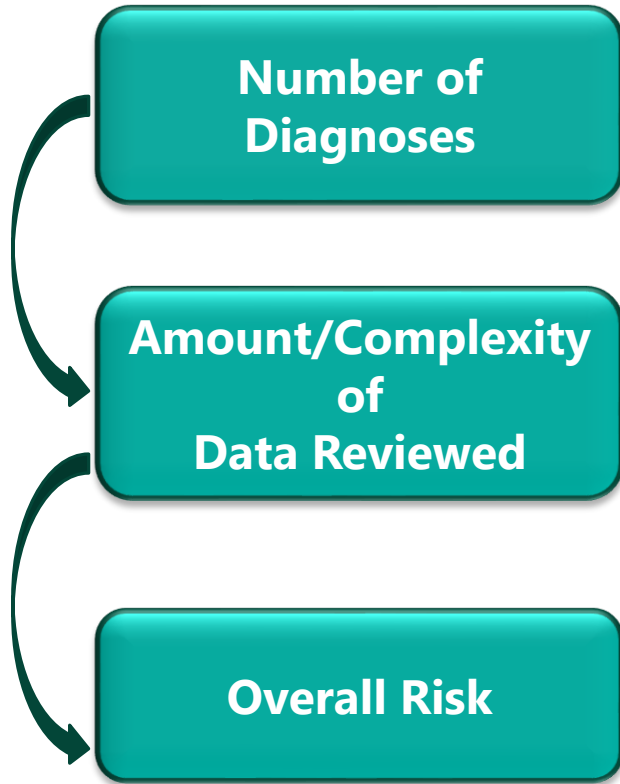 Number of
Diagnoses
Amount/Complexity
of
Data Reviewed
Overall Risk